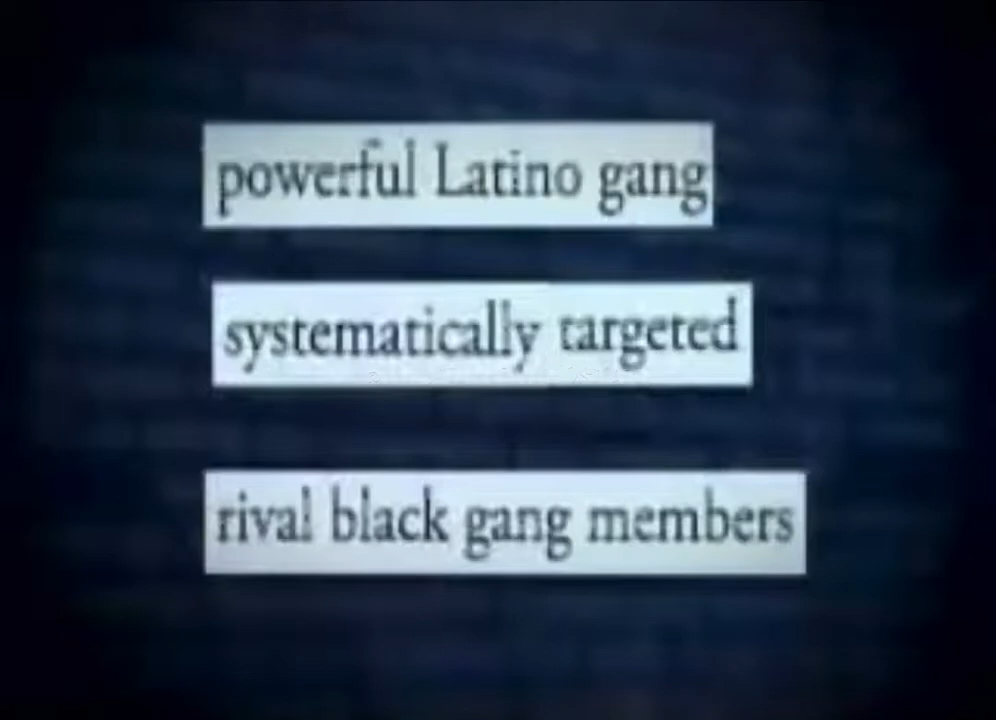 powerful Latino gang
systematically targeted
rival black gang members